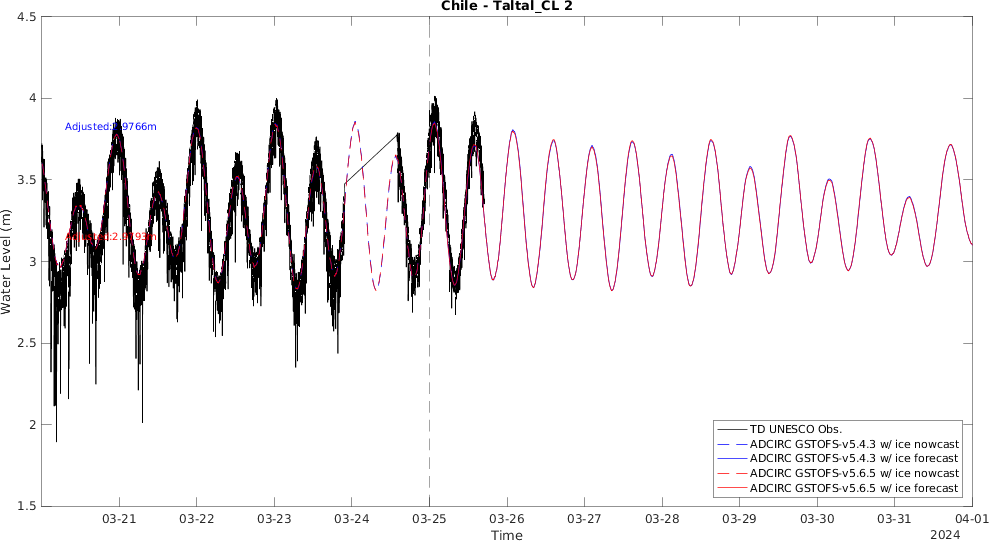 Chile - Taltal_CL 2
4.5
4
3.5
3
2.5
2
1.5
Water Level (m)
Adjusted:
9766m
03-21
03-22
03-23
03-24
03-25
03-26
03-27
03-28
03-29
03-30
03-31
04-01
Time
2024
TD UNESCO Obs.
ADCIRC GSTOFS-v5.4.3 w/ ice nowcast
ADCIRC GSTOFS-v5.4.3 w/ ice forecast
ADCIRC GSTOFS-v5.6.5 w/ ice nowcast
ADCIRC GSTOFS-v5.6.5 w/ ice forecast